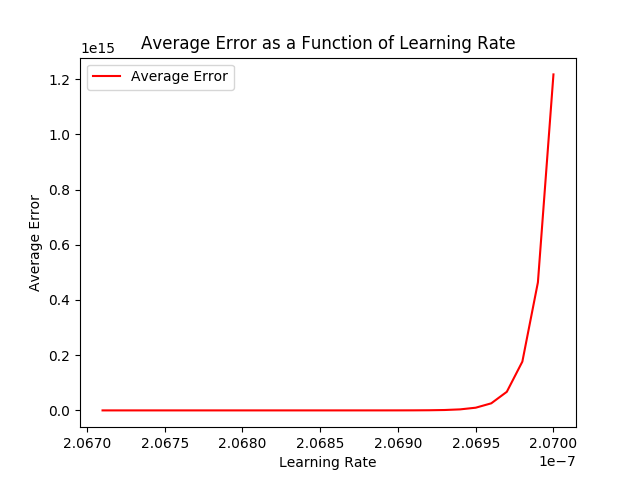 Average Error as a Function of Learning Rate
1e15
Average Error
1.2
1.0
0.8
0.6
0.4
0.2
0.0
Average Error
2.0670 2.0675 2.0680 2.0685 2.0690 2.0695 2.0700
1e−7
Learning Rate